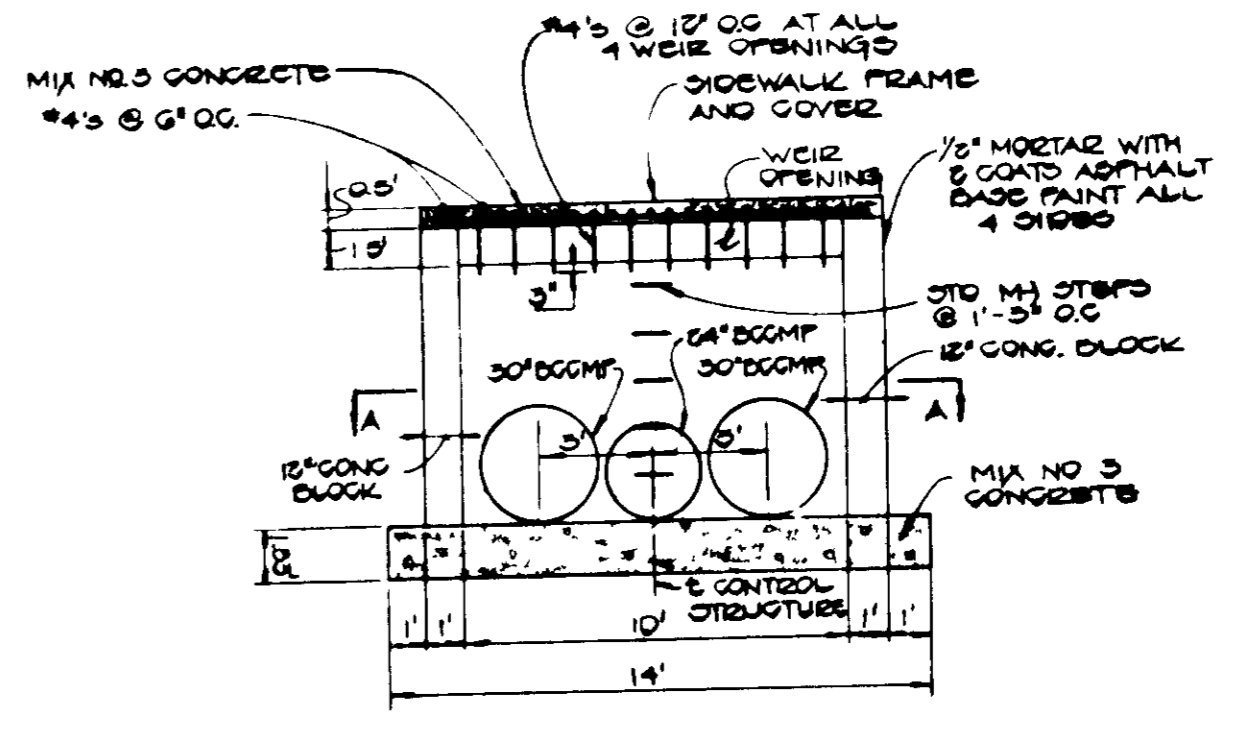 #4's @ 12" O.C AT ALL
4 WEIR OPENINGS
MIX NO.3 CONCRETE
#4's @ 6" O.C.
SIDEWALK FRAME
AND COVER
WEIR
OPENING
1/2" MORTAR WITH
2 COATS ASPHALT
BASE PAINT ALL
4 SIDES
0.5'
1.5'
3"
STD M-H STEPS
@ 1'-3" O.C
24" BCCMP
12" CONC. BLOCK
30" BCCMP
30" BCCMP
A
A
3'
3'
12" CONC
BLOCK
MIX NO 3
CONCRETE
℄ CONTROL
STRUCTURE
1'
1'
10'
1'
1'
14'